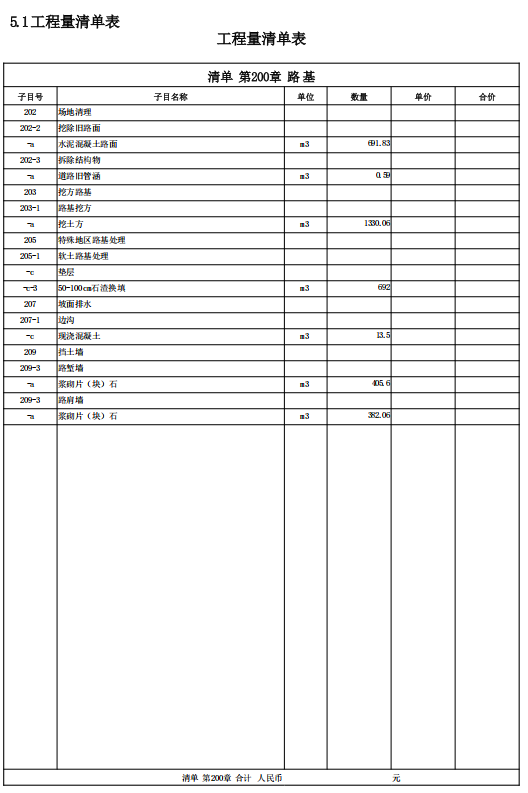 5.1工程量清单表
工程量清单表
清单 第200章 路 基
子目号 子目名称 单位 数量 单价 合价
202 场地清理
202-2 挖除旧路面
-a 水泥混凝土路面 m3 691.83
202-3 拆除结构物
-a 道路旧管涵 m3 0.59
203 挖方路基
203-1 路基挖方
-a 挖土方 m3 1330.06
205 特殊地区路基处理
205-1 软土路基处理
-c 垫层
-c-3 50-100cm石渣换填 m3 692
207 坡面排水
207-1 边沟
-c 现浇混凝土 m3 13.5
209 挡土墙
209-3 路堑墙
-a 浆砌片（块）石 m3 405.6
209-3 路肩墙
-a 浆砌片（块）石 m3 382.06
清单 第200章 合计 人民币 元